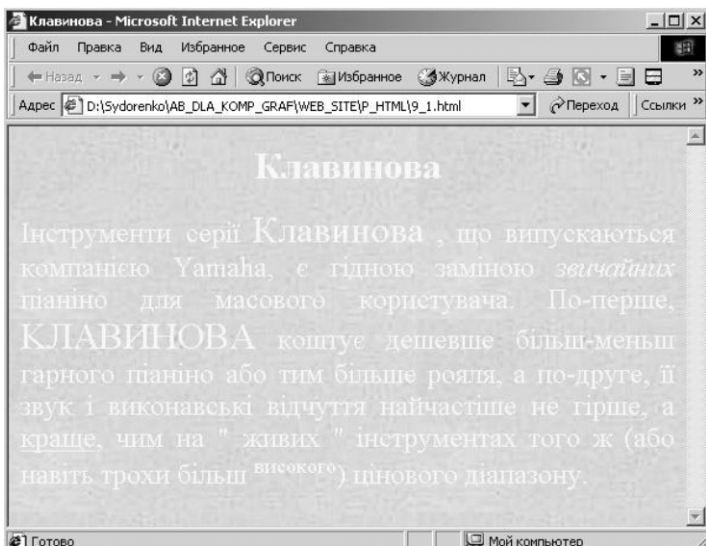 Клавинова - Microsoft Internet Explorer
Файл Правка Вид Избранное Сервис Справка
Назад Поиск Избранное Журнал »
Адрес D:\Sydorenko\AB_DLA_KOMP_GRAF\WEB_SITE\P_HTML\9_1.html Переход Ссылки »
Клавинова
Інструменти серії Клавинова , що випускаються
компанією Yamaha, є гідною заміною звичайних
піаніно для масового користувача. По-перше,
КЛАВИНОВА коштує дешевше більш-меньш
гарного піаніно або тим більше рояля, а по-друге, її
звук і виконавські відчуття найчастіше не гірше, а
краще, чим на " живих " інструментах того ж (або
навіть трохи більш високого) цінового діапазону.
Готово Мой компьютер